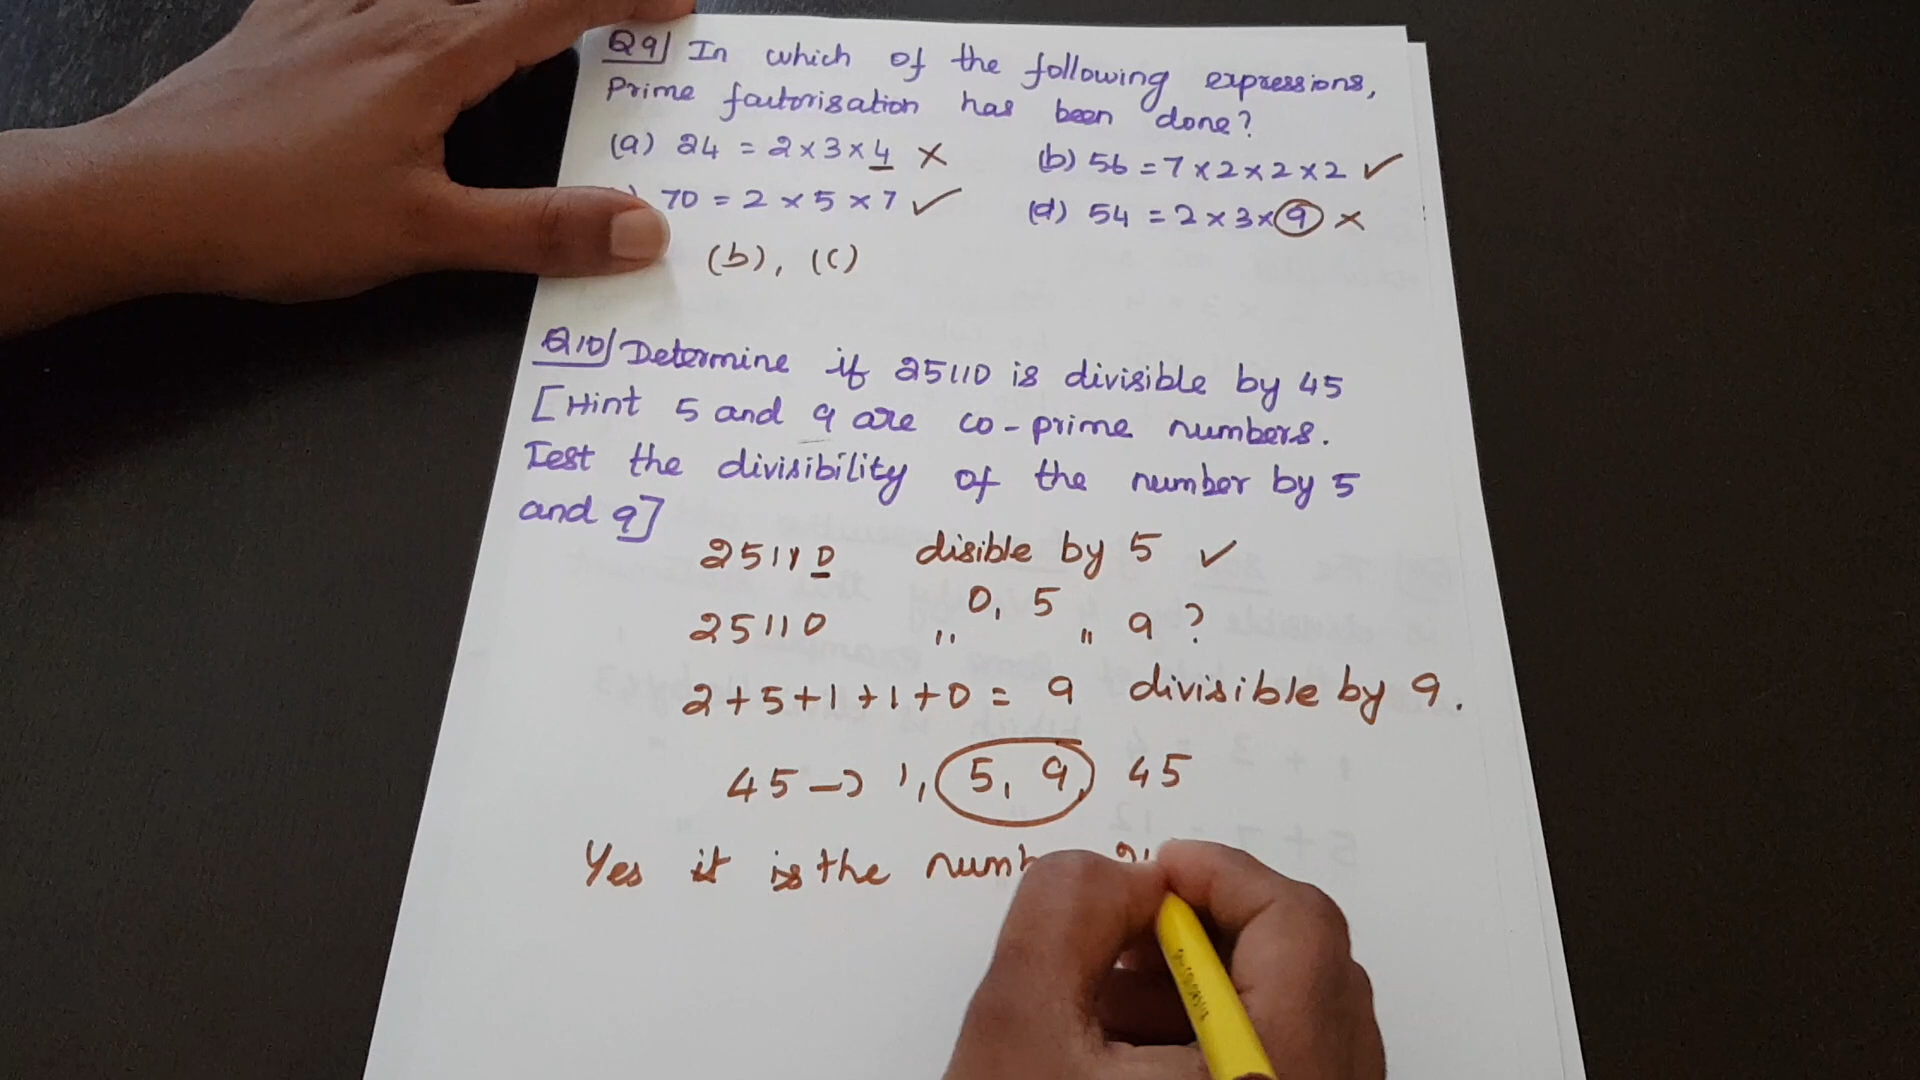 Q9/ In which of the following expressions,
Prime factorisation has been done?
(a) 24 = 2 x 3 x 4 ✗ (b) 56 = 7 x 2 x 2 x 2 ✓
) 70 = 2 x 5 x 7 ✓ (d) 54 = 2 x 3 x 9 ✗
(b), (c)
Q10/ Determine if 25110 is divisible by 45
[Hint 5 and 9 are co-prime numbers.
Test the divisibility of the number by 5
and 9]
25110 disible by 5 ✓
0, 5
25110 " " 9 ?
2+5+1+1+0 = 9 divisible by 9.
45 → 1, 5, 9, 45
Yes it is the